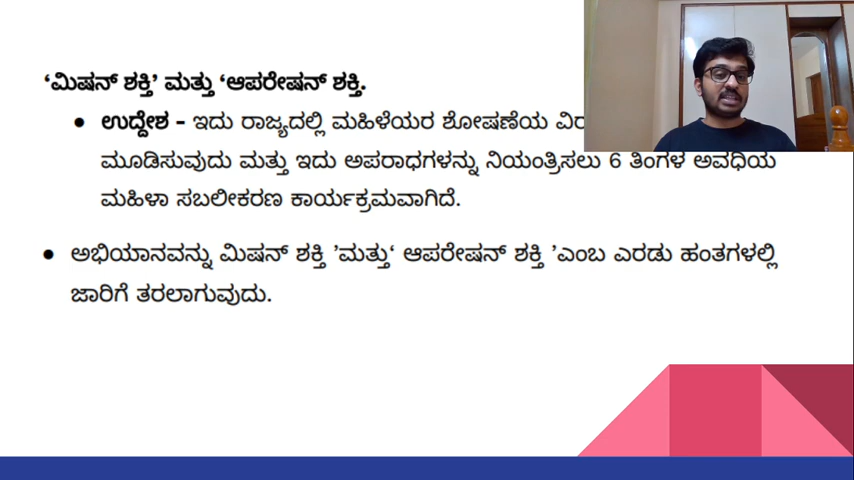 ‘ಮಿಷನ್ ಶಕ್ತಿ’ ಮತ್ತು ‘ಆಪರೇಷನ್ ಶಕ್ತಿ.
● ಉದ್ದೇಶ - ಇದು ರಾಜ್ಯದಲ್ಲಿ ಮಹಿಳೆಯರ ಶೋಷಣೆಯ
ಮೂಡಿಸುವುದು ಮತ್ತು ಇದು ಅಪರಾಧಗಳನ್ನು ನಿಯಂತ್ರಿಸಲು 6 ತಿಂಗಳ ಅವಧಿಯ
ಮಹಿಳಾ ಸಬಲೀಕರಣ ಕಾರ್ಯಕ್ರಮವಾಗಿದೆ.
● ಅಭಿಯಾನವನ್ನು ಮಿಷನ್ ಶಕ್ತಿ ’ಮತ್ತು‘ ಆಪರೇಷನ್ ಶಕ್ತಿ ’ಎಂಬ ಎರಡು ಹಂತಗಳಲ್ಲಿ
ಜಾರಿಗೆ ತರಲಾಗುವುದು.